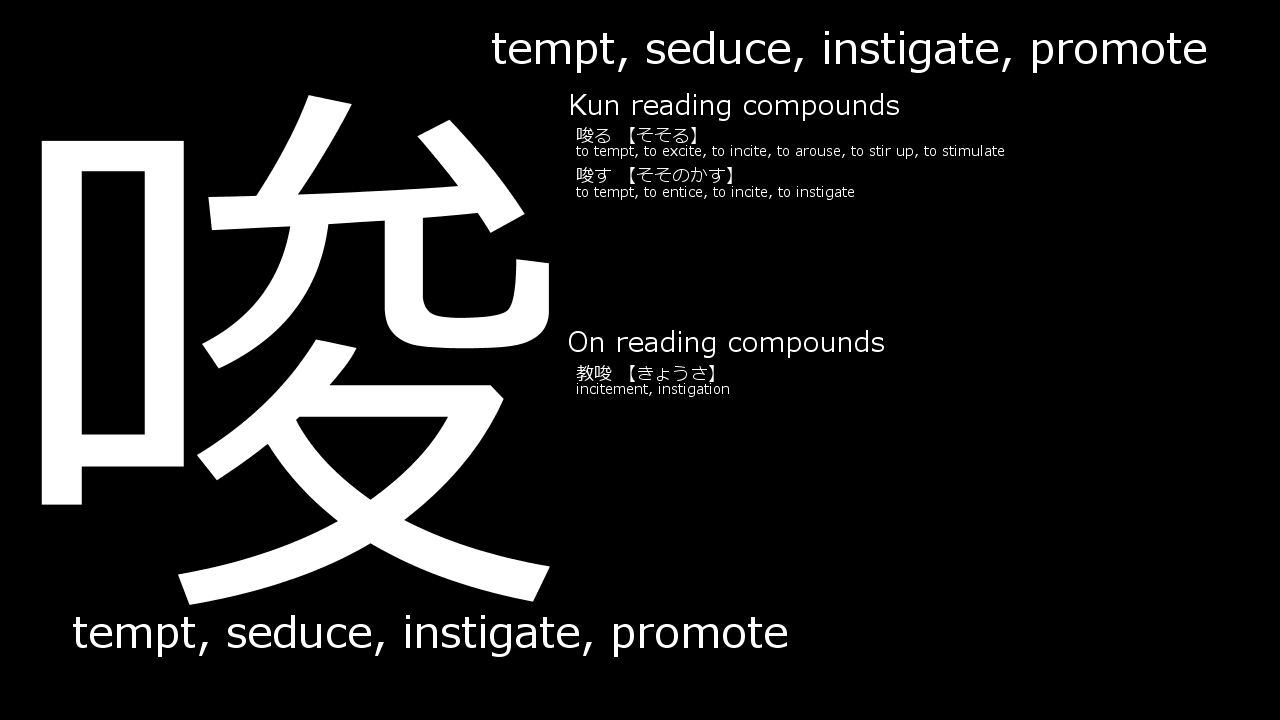 tempt, seduce, instigate, promote
唆
Kun reading compounds
唆る 【そそる】
to tempt, to excite, to incite, to arouse, to stir up, to stimulate
唆す 【そそのかす】
to tempt, to entice, to incite, to instigate
On reading compounds
教唆 【きょうさ】
incitement, instigation
tempt, seduce, instigate, promote